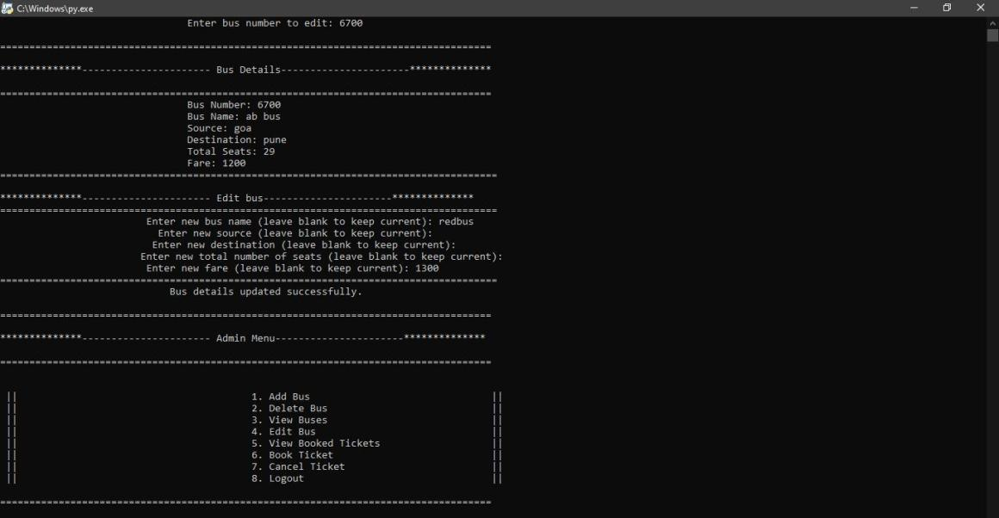 C:\Windows\py.exe
Enter bus number to edit: 6700
====================================================================================
**************---------------------- Bus Details----------------------**************
====================================================================================
Bus Number: 6700
Bus Name: ab bus
Source: goa
Destination: pune
Total Seats: 29
Fare: 1200
=====================================================================================
**************---------------------- Edit bus----------------------**************
=====================================================================================
Enter new bus name (leave blank to keep current): redbus
Enter new source (leave blank to keep current):
Enter new destination (leave blank to keep current):
Enter new total number of seats (leave blank to keep current):
Enter new fare (leave blank to keep current): 1300
=====================================================================================
Bus details updated successfully.
====================================================================================
**************---------------------- Admin Menu----------------------**************
====================================================================================
|| 1. Add Bus ||
|| 2. Delete Bus ||
|| 3. View Buses ||
|| 4. Edit Bus ||
|| 5. View Booked Tickets ||
|| 6. Book Ticket ||
|| 7. Cancel Ticket ||
|| 8. Logout ||
====================================================================================